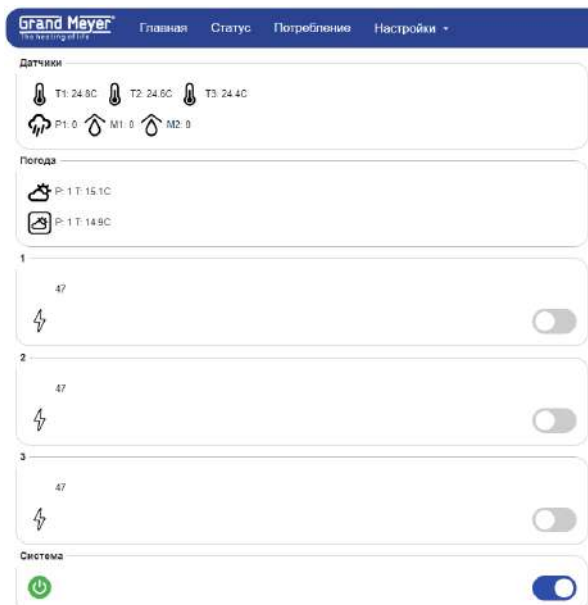 Grand Meyer®
The heating of life
Главная Статус Потребление Настройки
Датчики
T1: 24.8C T2: 24.6C T3: 24.4C
P1: 0 M1: 0 M2: 0
Погода
P: 1 T: 15.1C
P: 1 T: 14.9C
1
47
2
47
3
47
Система